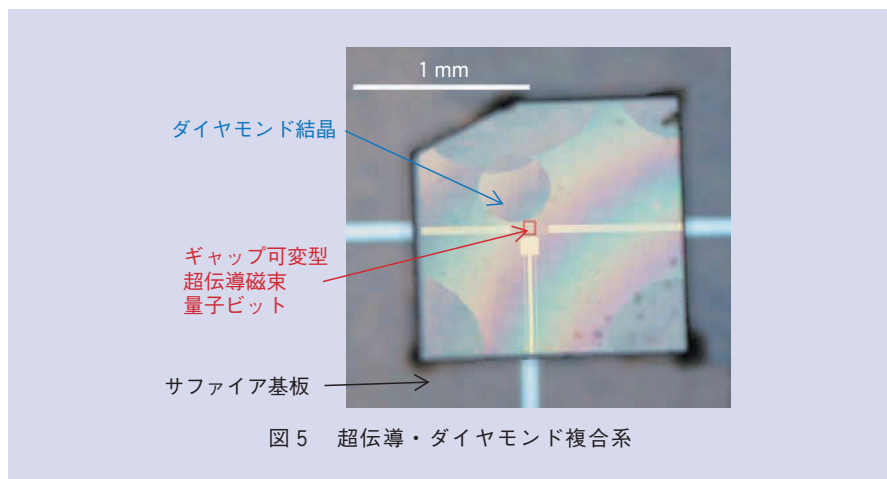 1 mm
ダイヤモンド結晶
ギャップ可変型
超伝導磁束
量子ビット
サファイア基板
図5 超伝導・ダイヤモンド複合系